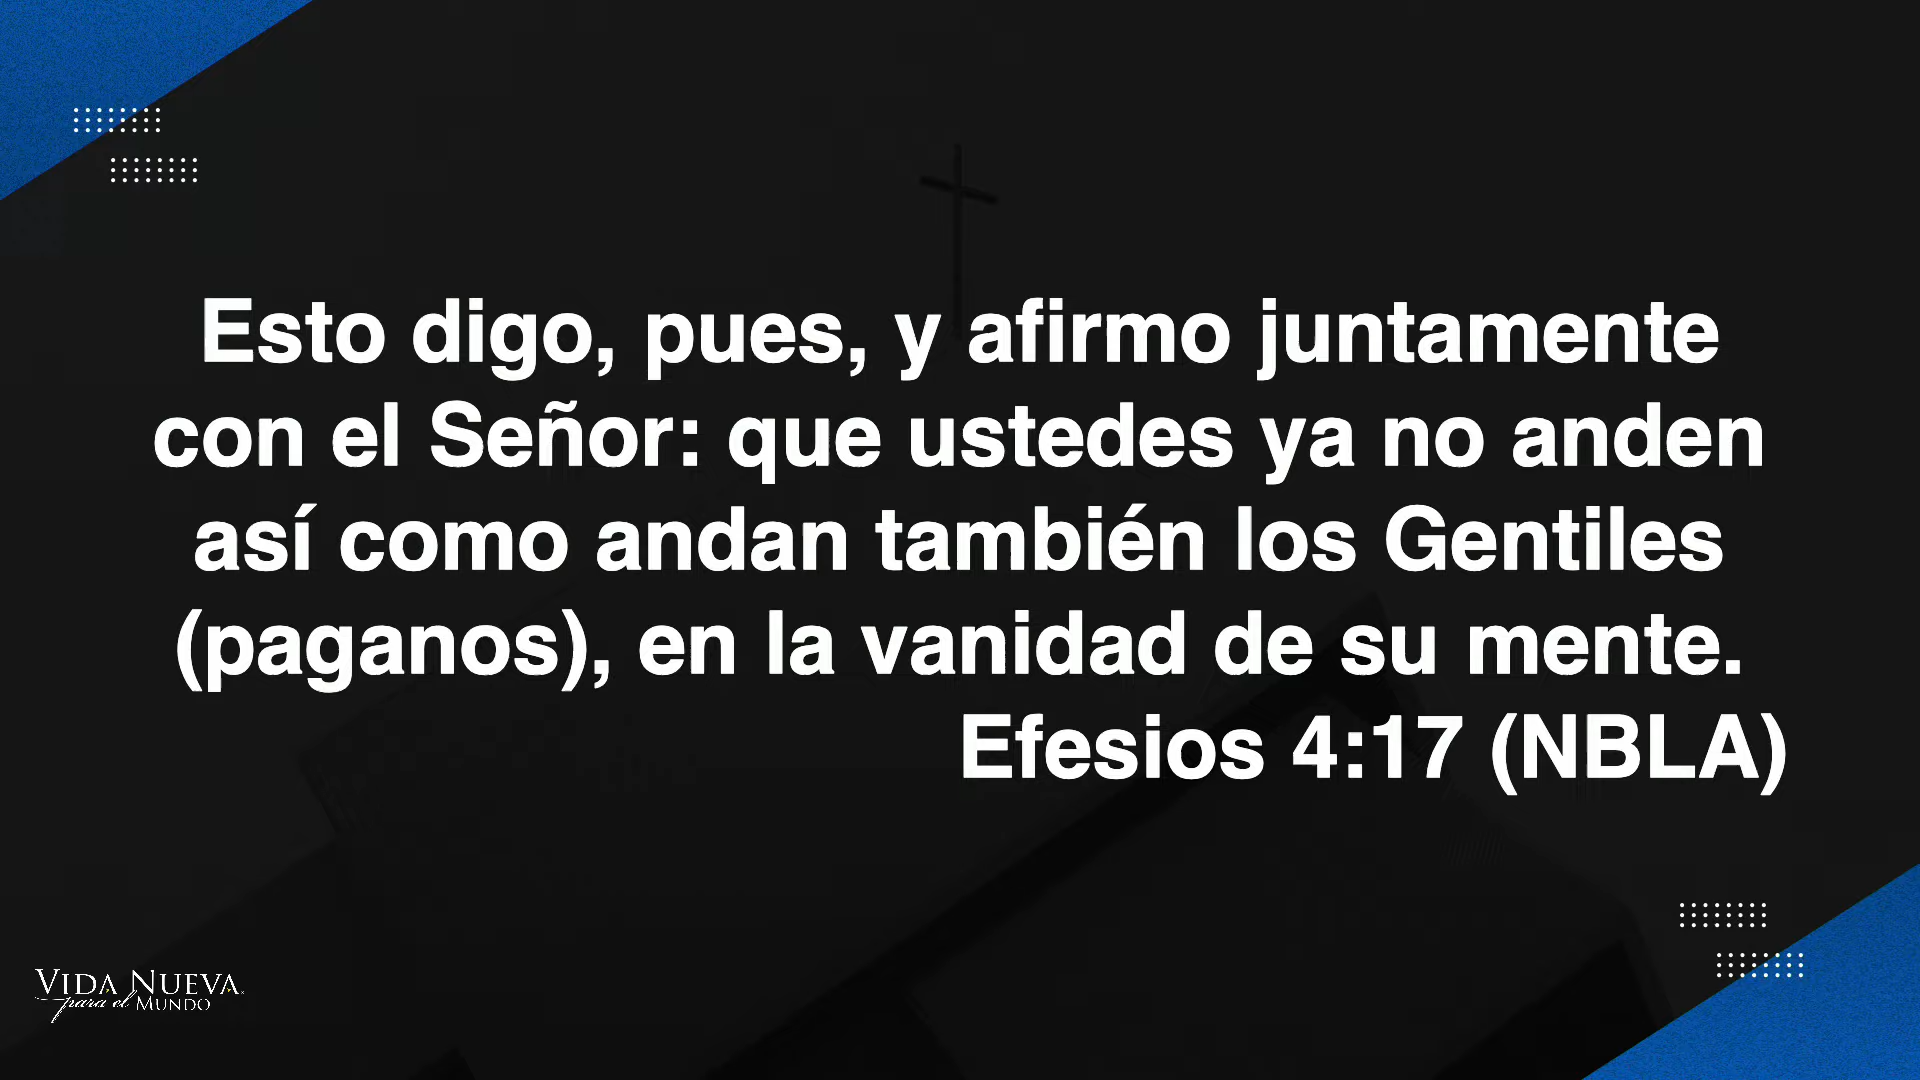 Esto digo, pues, y afirmo juntamente
con el Señor: que ustedes ya no anden
así como andan también los Gentiles
(paganos), en la vanidad de su mente.
Efesios 4:17 (NBLA)
VIDA NUEVA
para el MUNDO